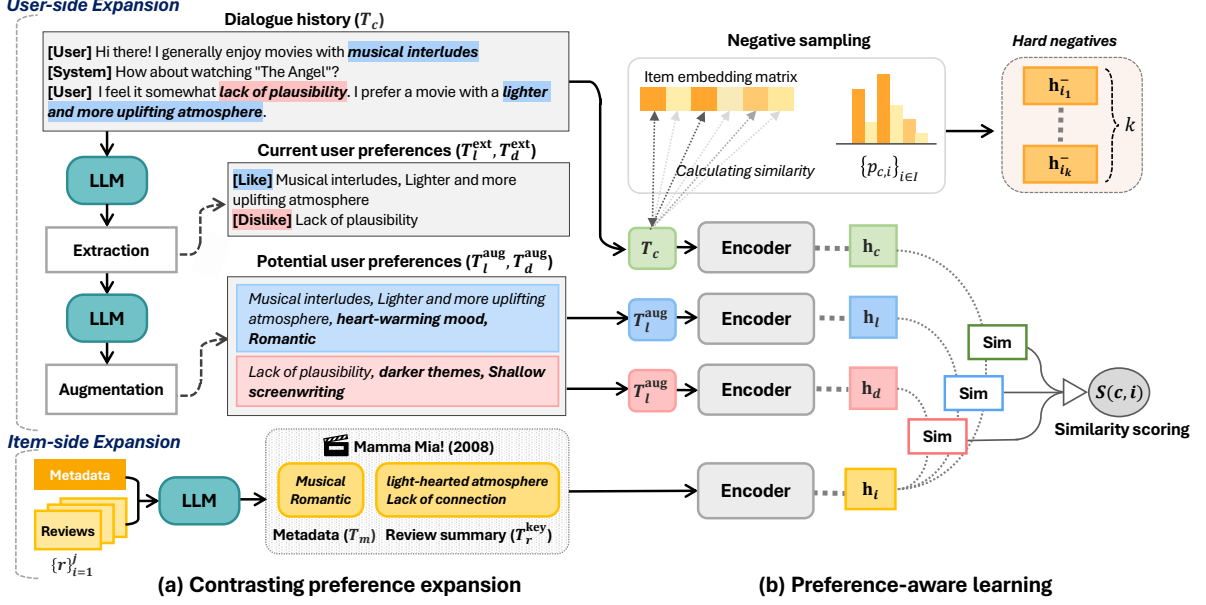 User-side Expansion
Dialogue history (T_c)
[User] Hi there! I generally enjoy movies with musical interludes
[System] How about watching "The Angel"?
[User] I feel it somewhat lack of plausibility. I prefer a movie with a lighter
and more uplifting atmosphere.
LLM
Extraction
LLM
Augmentation
Current user preferences (T_l^ext, T_d^ext)
[Like] Musical interludes, Lighter and more
uplifting atmosphere
[Dislike] Lack of plausibility
Potential user preferences (T_l^aug, T_d^aug)
Musical interludes, Lighter and more uplifting
atmosphere, heart-warming mood,
Romantic
Lack of plausibility, darker themes, Shallow
screenwriting
Item-side Expansion
Metadata
Reviews
{r}_{i=1}^j
LLM
Mamma Mia! (2008)
Musical
Romantic
light-hearted atmosphere
Lack of connection
Metadata (T_m)
Review summary (T_r^key)
(a) Contrasting preference expansion
Negative sampling
Item embedding matrix
Calculating similarity
{p_{c,i}}_{i∈I}
Hard negatives
h_{i_1}^-
h_{i_k}^-
k
T_c
Encoder
h_c
T_l^aug
Encoder
h_l
T_l^aug
Encoder
h_d
Encoder
h_i
Sim
Sim
Sim
S(c, i)
Similarity scoring
(b) Preference-aware learning